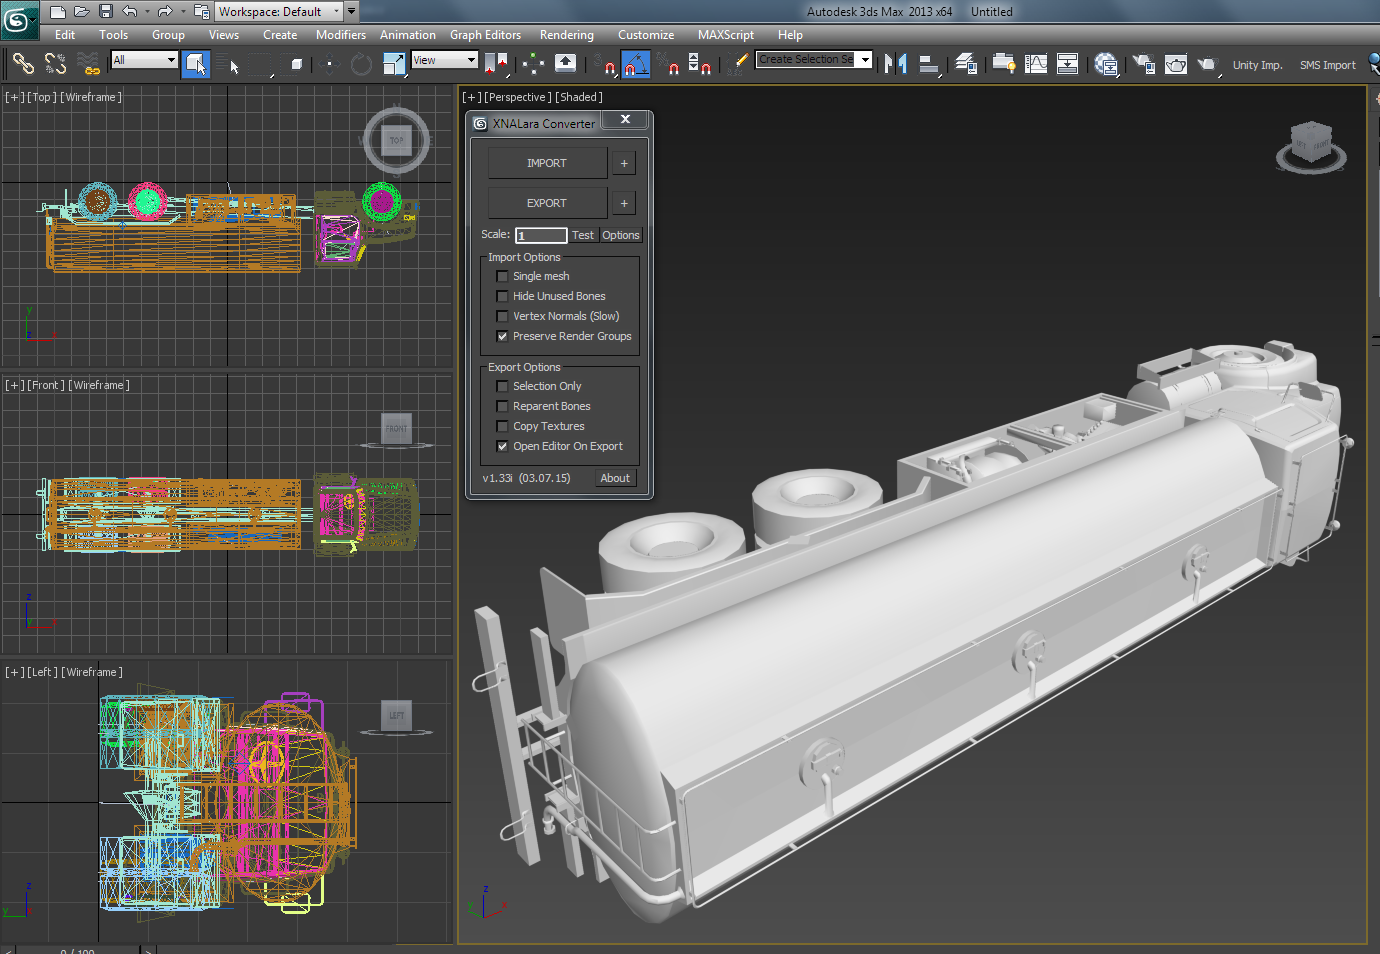 Workspace: Default
Autodesk 3ds Max 2013 x64 Untitled
Edit Tools Group Views Create Modifiers Animation Graph Editors Rendering Customize MAXScript Help
All
View
Create Selection Se
Unity Imp. SMS Import
[+] [Top] [Wireframe]
TOP
[+] [Perspective] [Shaded]
XNALara Converter
IMPORT +
EXPORT +
Scale: 1 Test Options
Import Options
Single mesh
Hide Unused Bones
Vertex Normals (Slow)
Preserve Render Groups
Export Options
Selection Only
Reparent Bones
Copy Textures
Open Editor On Export
v1.33i (03.07.15) About
LEFT FRONT
y
x
[+] [Front] [Wireframe]
FRONT
z
y x
[+] [Left] [Wireframe]
LEFT
z
y
z
y x
0 / 100